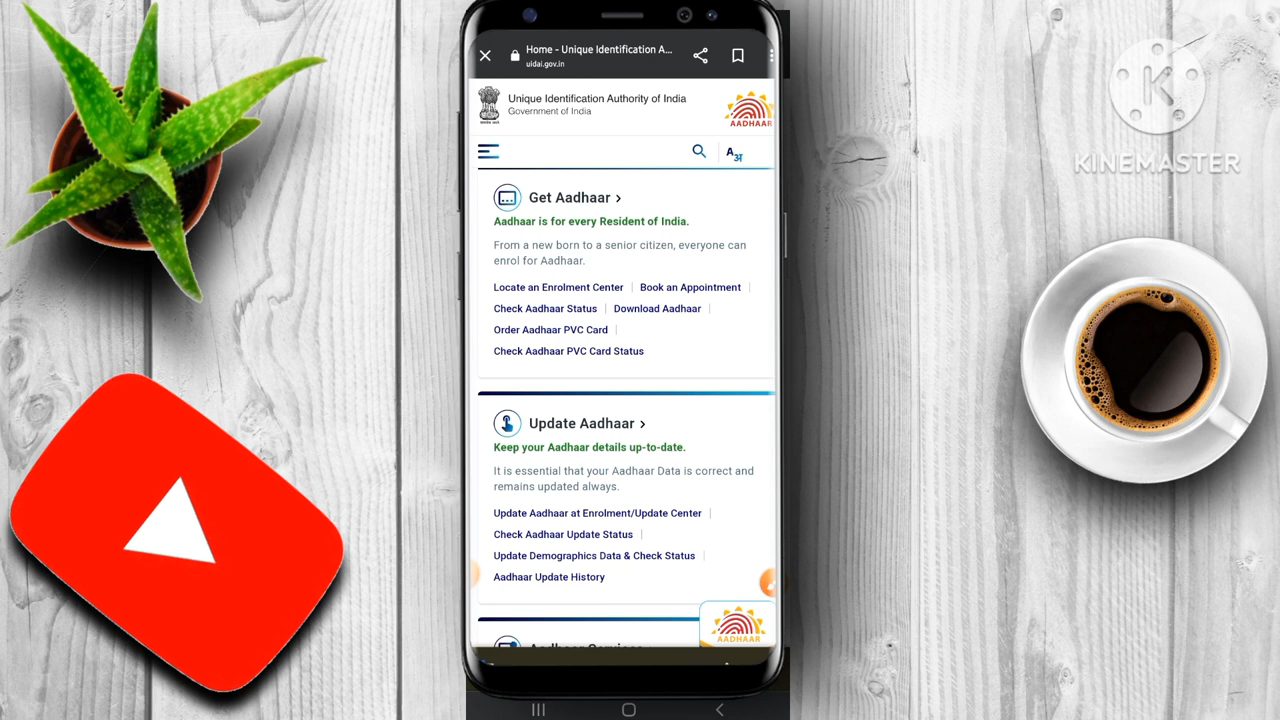 Home - Unique Identification A...
uidai.gov.in
Unique Identification Authority of India
Government of India
AADHAAR
A अ
Get Aadhaar >
Aadhaar is for every Resident of India.
From a new born to a senior citizen, everyone can
enrol for Aadhaar.
Locate an Enrolment Center | Book an Appointment |
Check Aadhaar Status | Download Aadhaar |
Order Aadhaar PVC Card |
Check Aadhaar PVC Card Status
Update Aadhaar >
Keep your Aadhaar details up-to-date.
It is essential that your Aadhaar Data is correct and
remains updated always.
Update Aadhaar at Enrolment/Update Center |
Check Aadhaar Update Status |
Update Demographics Data & Check Status |
Aadhaar Update History
AADHAAR
K
KINEMASTER